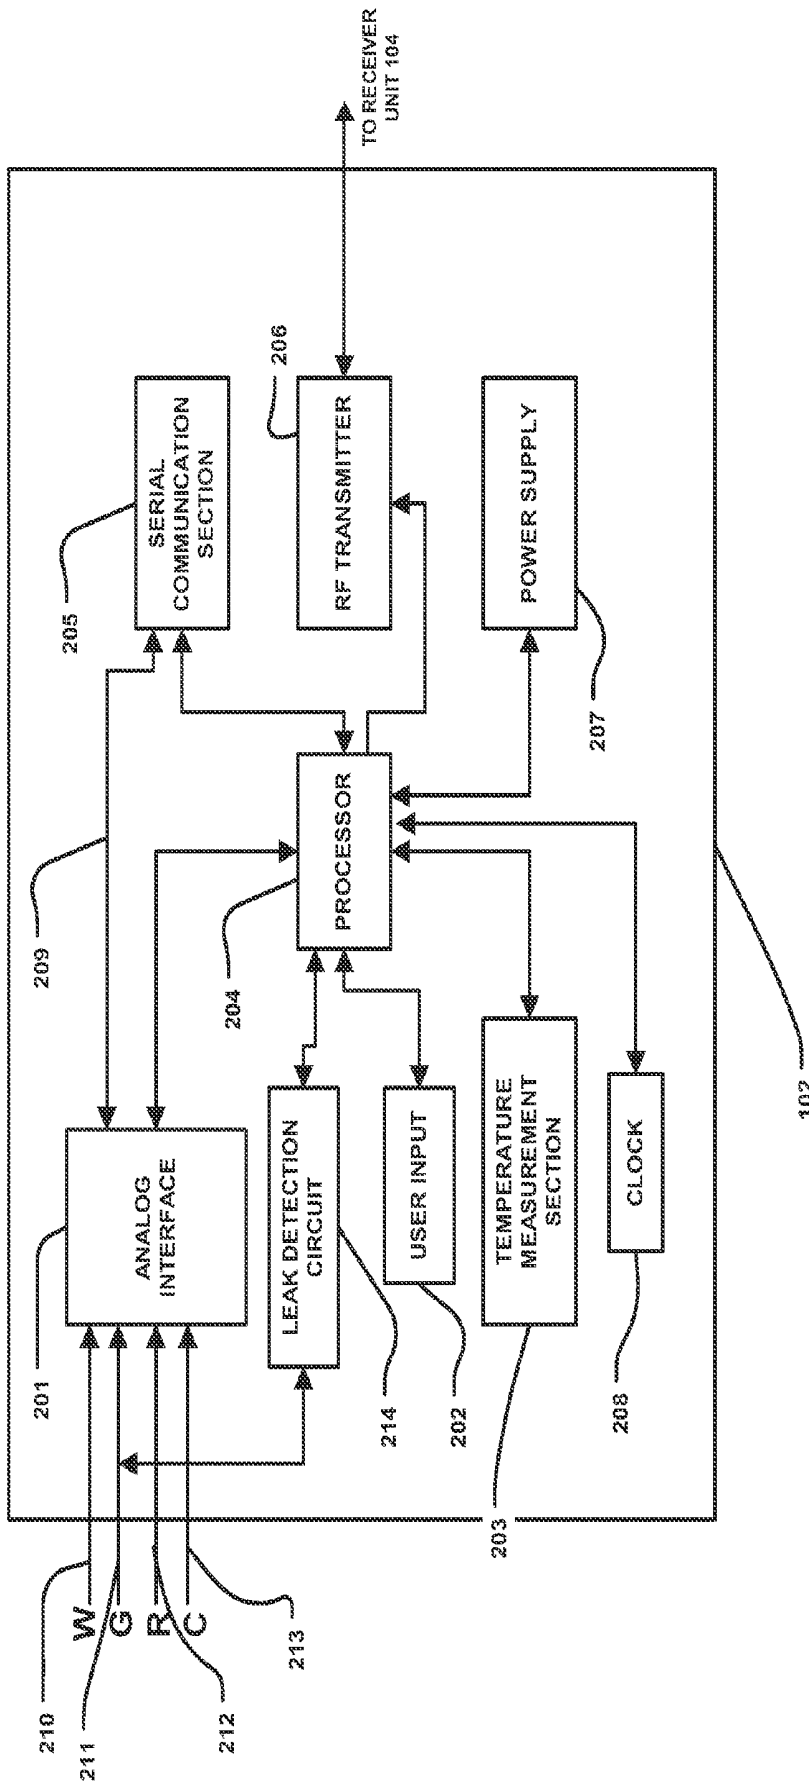 210
211
212
213
W
G
R
C
201
ANALOG
INTERFACE
209
205
SERIAL
COMMUNICATION
SECTION
206
RF TRANSMITTER
TO RECEIVER
UNIT 104
204
PROCESSOR
LEAK DETECTION
CIRCUIT
214
USER INPUT
202
TEMPERATURE
MEASUREMENT
SECTION
203
CLOCK
208
POWER SUPPLY
207
102